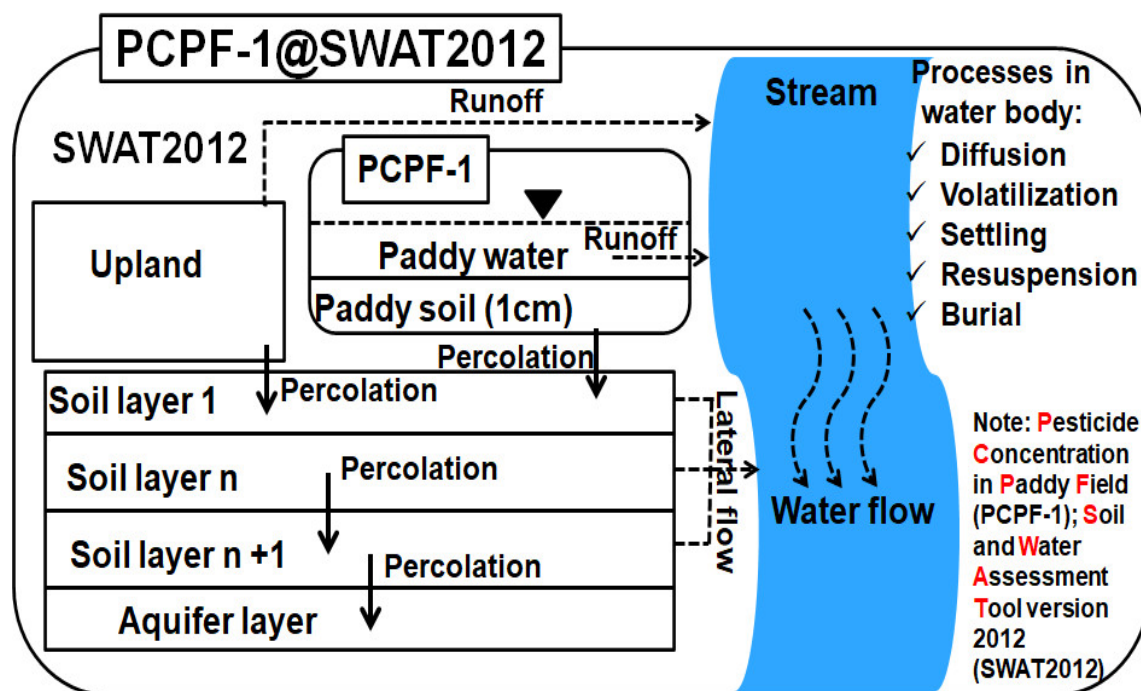 PCPF-1@SWAT2012
Runoff
SWAT2012
PCPF-1
Upland
Runoff
Paddy water
Paddy soil (1cm)
Percolation
Percolation
Soil layer 1
Soil layer n
Percolation
Soil layer n +1
Percolation
Aquifer layer
Lateral flow
Stream
Water flow
Processes in
water body:
✓ Diffusion
✓ Volatilization
✓ Settling
✓ Resuspension
✓ Burial
Note: Pesticide
Concentration
in Paddy Field
(PCPF-1); Soil
and Water
Assessment
Tool version
2012
(SWAT2012)